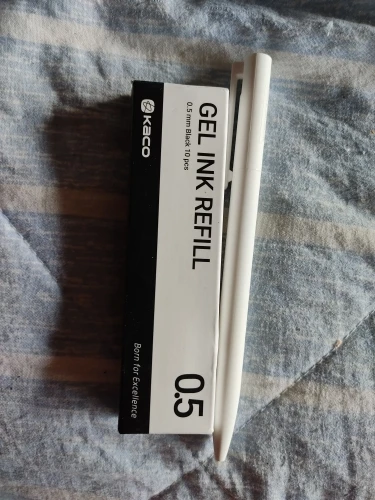 KACO
GEL INK REFILL
0.5 mm Black 10 pcs
0.5
Born for Excellence